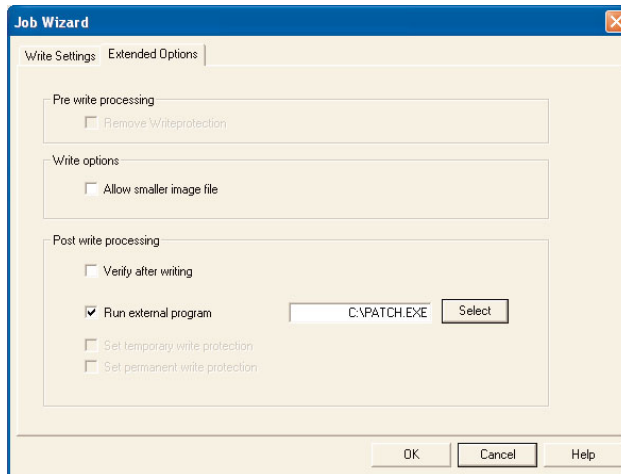 Job Wizard
Write Settings Extended Options
Pre write processing
Remove Writeprotection
Write options
Allow smaller image file
Post write processing
Verify after writing
Run external program C:\PATCH.EXE Select
Set temporary write protection
Set permanent write protection
OK Cancel Help